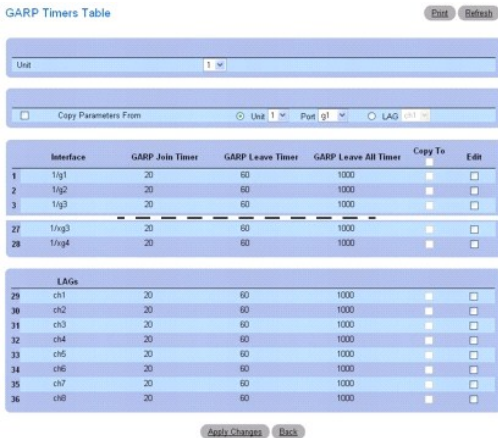 GARP Timers Table
Print Refresh
Unit 1
Copy Parameters From Unit 1 Port g1 LAG ch1
Interface GARP Join Timer GARP Leave Timer GARP Leave All Timer Copy To Edit
1 1/g1 20 60 1000
2 1/g2 20 60 1000
3 1/g3 20 60 1000
27 1/xg3 20 60 1000
28 1/xg4 20 60 1000
LAGs
29 ch1 20 60 1000
30 ch2 20 60 1000
31 ch3 20 60 1000
32 ch4 20 60 1000
33 ch5 20 60 1000
34 ch6 20 60 1000
35 ch7 20 60 1000
36 ch8 20 60 1000
Apply Changes Back